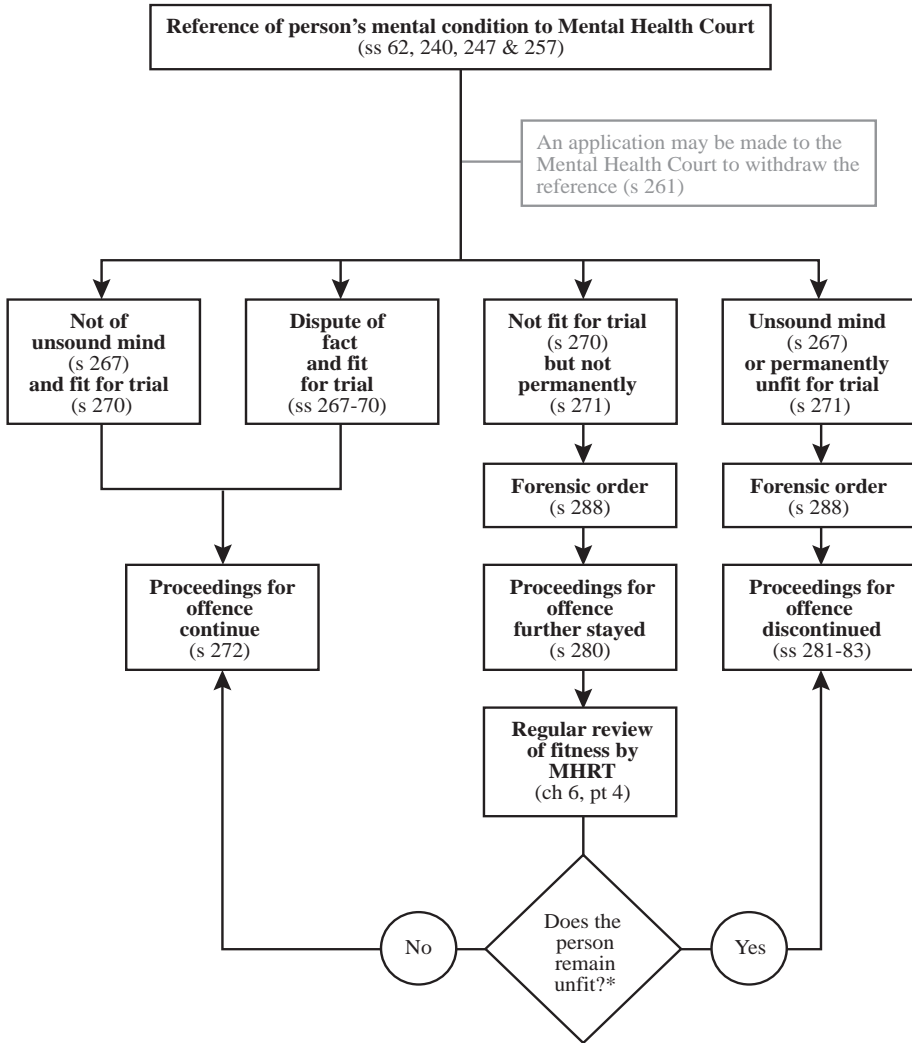 Reference of person's mental condition to Mental Health Court
(ss 62, 240, 247 & 257)
An application may be made to the
Mental Health Court to withdraw the
reference (s 261)
Not of
unsound mind
(s 267)
and fit for trial
(s 270)
Dispute of
fact
and fit
for trial
(ss 267-70)
Not fit for trial
(s 270)
but not
permanently
(s 271)
Unsound mind
(s 267)
or permanently
unfit for trial
(s 271)
Forensic order
(s 288)
Forensic order
(s 288)
Proceedings for
offence
continue
(s 272)
Proceedings for
offence
further stayed
(s 280)
Proceedings for
offence
discontinued
(ss 281-83)
Regular review
of fitness by
MHRT
(ch 6, pt 4)
No
Does the
person
remain
unfit?*
Yes